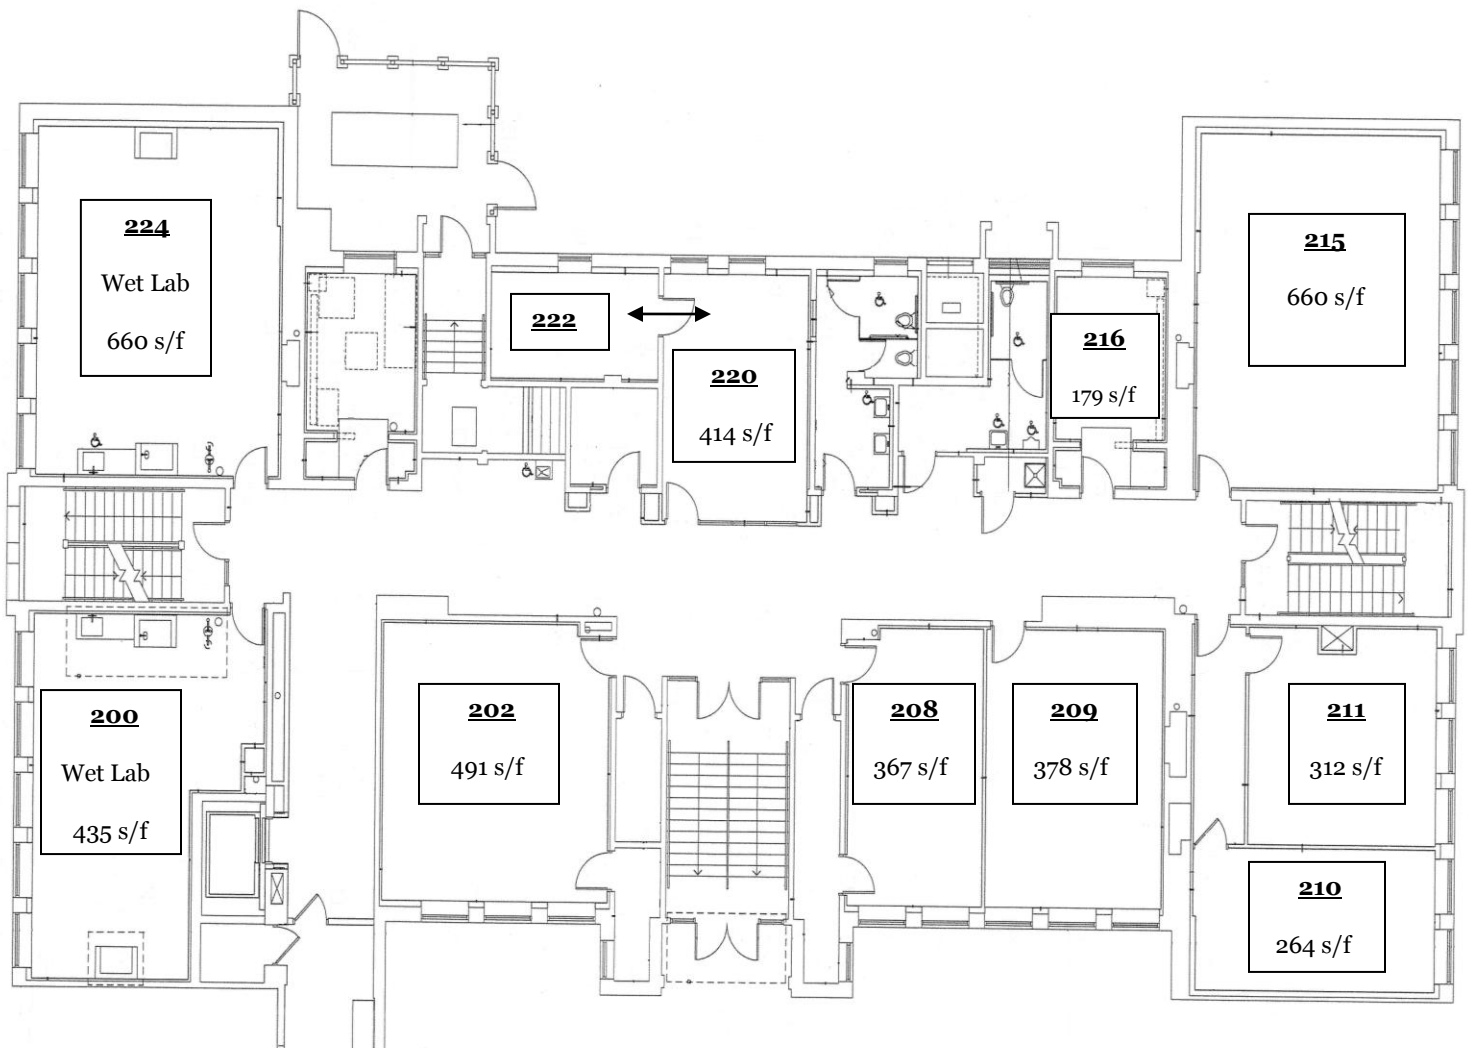 224
Wet Lab
660 s/f
215
660 s/f
222
216
179 s/f
220
414 s/f
200
Wet Lab
435 s/f
202
491 s/f
208
367 s/f
209
378 s/f
211
312 s/f
210
264 s/f